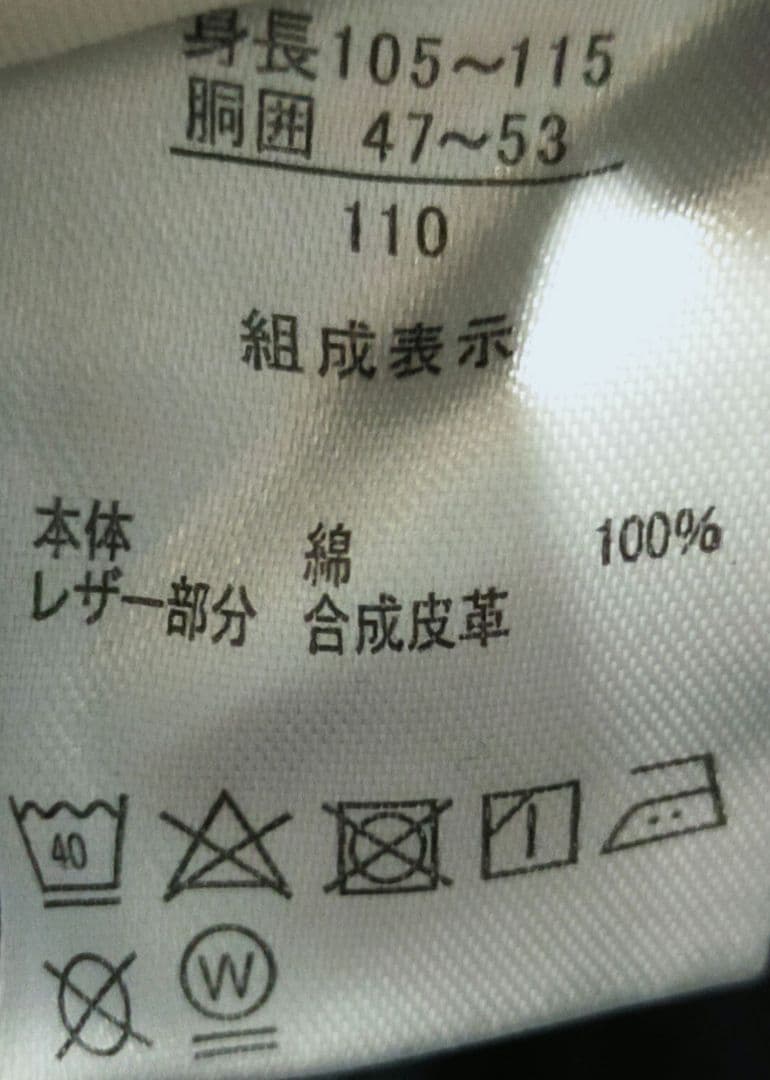 身長105～115
胴囲 47～53
110
組成表示
本体 綿 100%
レザー部分 合成皮革
40
W